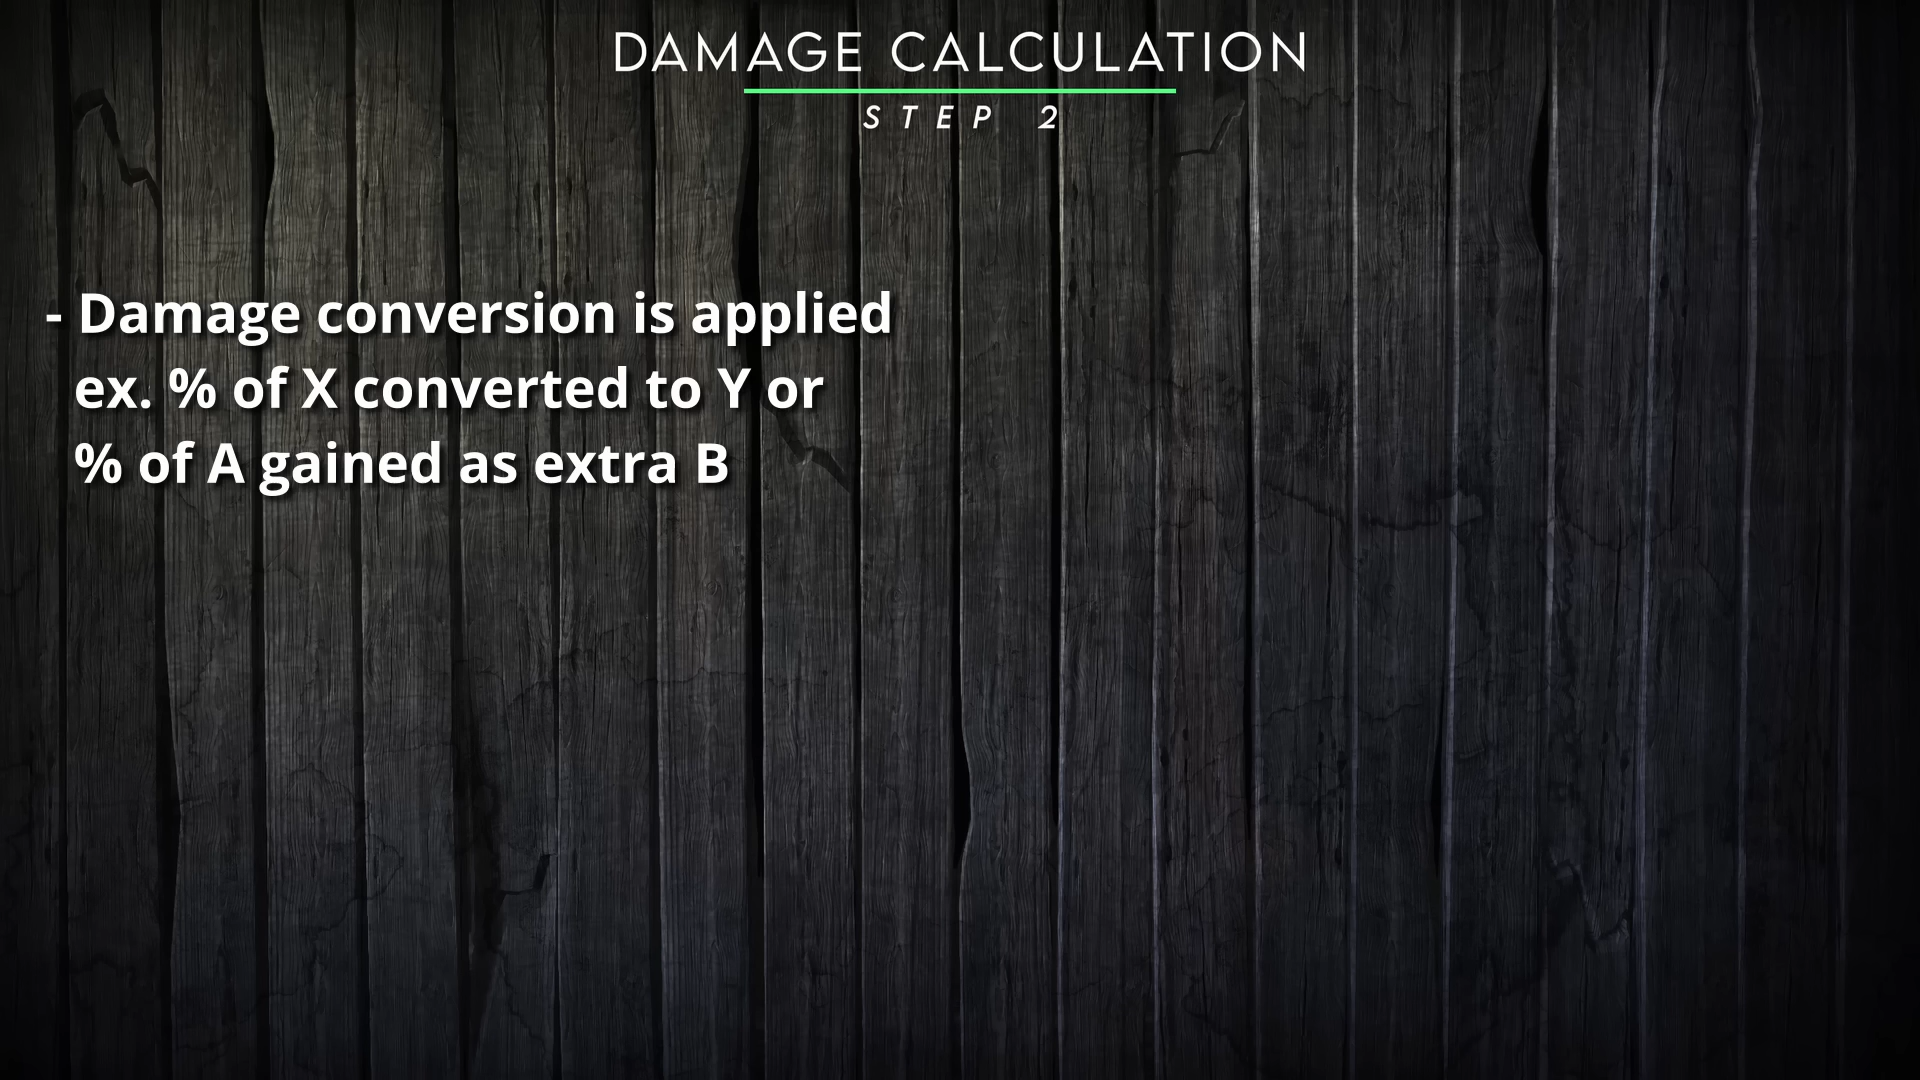 DAMAGE CALCULATION
STEP 2
- Damage conversion is applied
ex. % of X converted to Y or
% of A gained as extra B